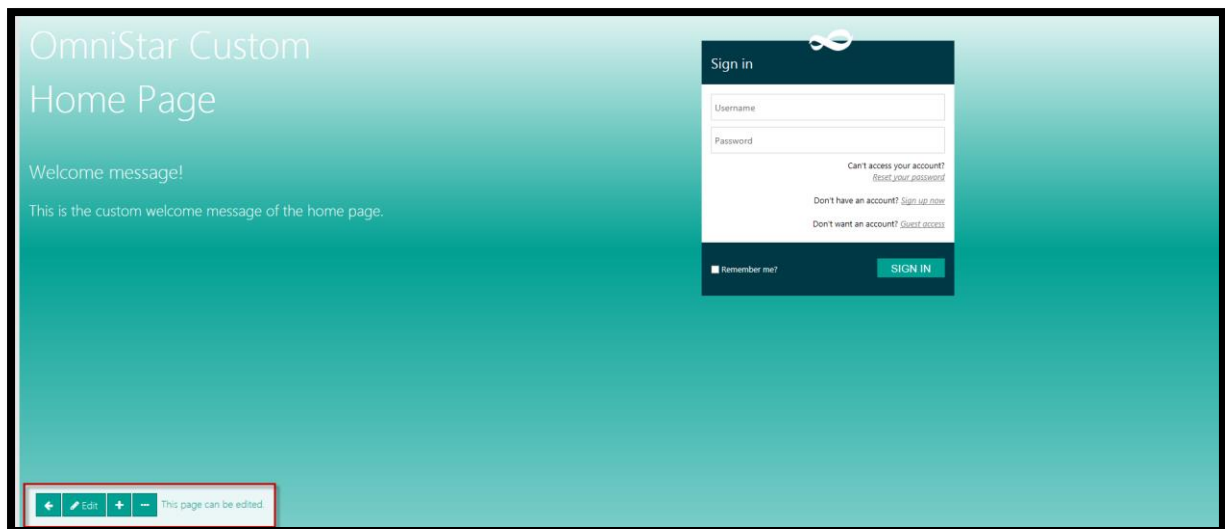 OmniStar Custom
Home Page
Welcome message!
This is the custom welcome message of the home page.
Sign in
Username
Password
Can't access your account?
Reset your password
Don't have an account? Sign up now
Don't want an account? Guest access
Remember me?
SIGN IN
Edit
This page can be edited.